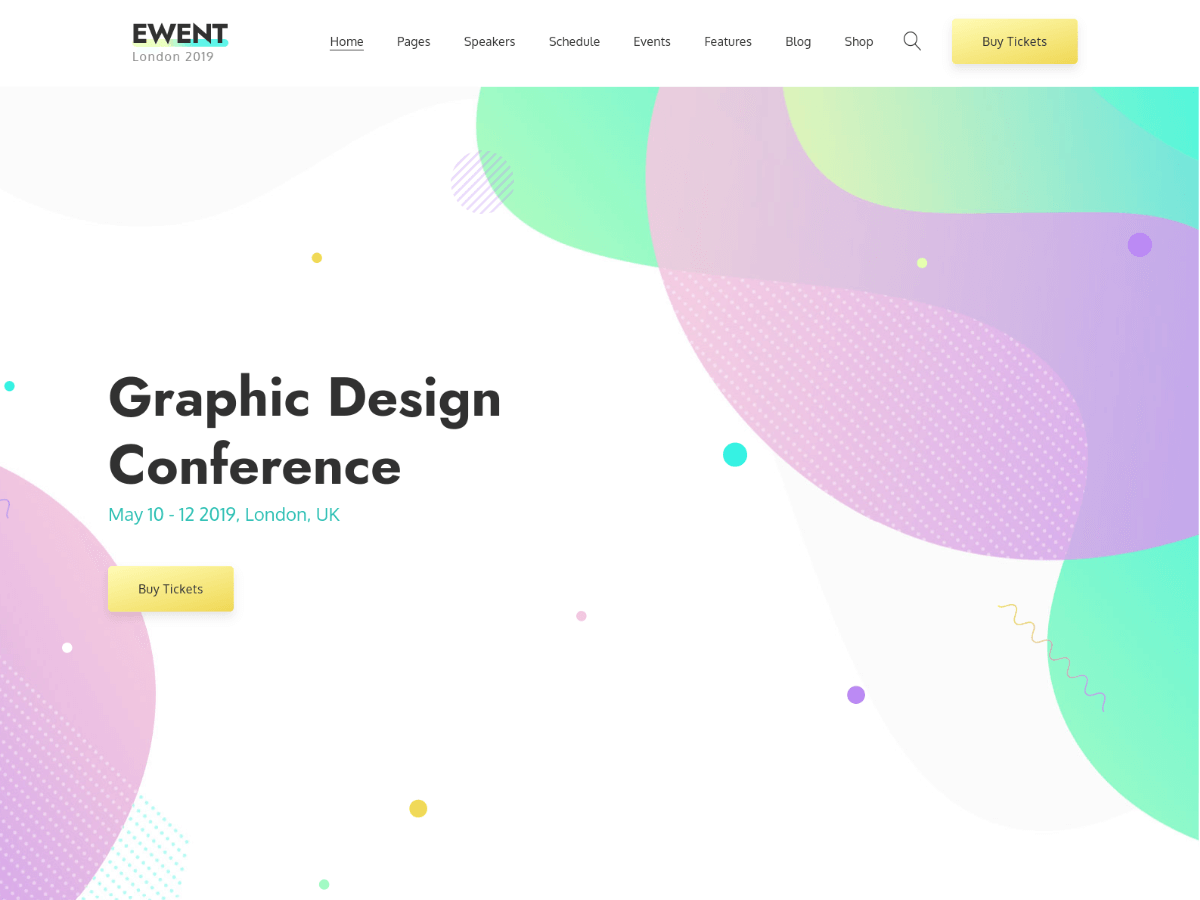 EWENT
London 2019
Home Pages Speakers Schedule Events Features Blog Shop Buy Tickets
Graphic Design
Conference
May 10 - 12 2019, London, UK
Buy Tickets